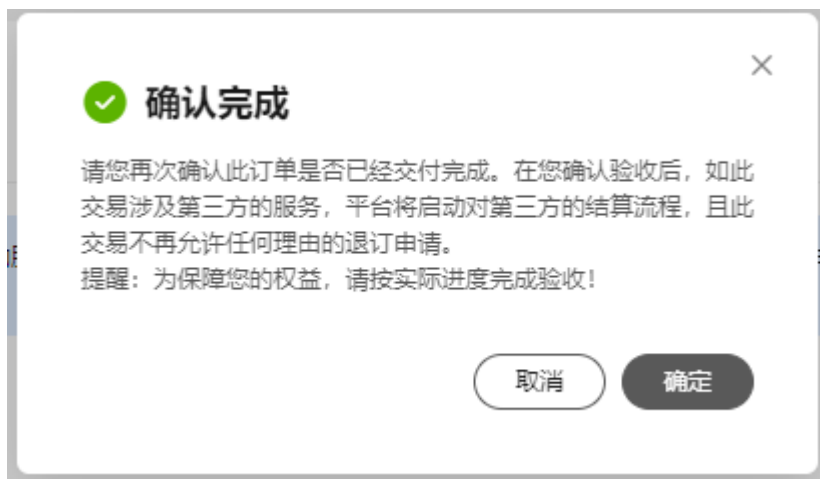 确认完成
请您再次确认此订单是否已经交付完成。在您确认验收后，如此
交易涉及第三方的服务，平台将启动对第三方的结算流程，且此
交易不再允许任何理由的退订申请。
提醒：为保障您的权益，请按实际进度完成验收！
取消
确定